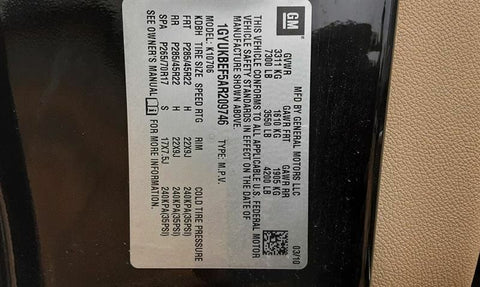 GM
MFD BY GENERAL MOTORS LLC
03/10
GVWR GAWR FRT GAWR RR
3311 KG 1610 KG 1905 KG
7300 LB 3550 LB 4200 LB
THIS VEHICLE CONFORMS TO ALL APPLICABLE U.S. FEDERAL MOTOR
VEHICLE SAFETY STANDARDS IN EFFECT ON THE DATE OF
MANUFACTURE SHOWN ABOVE.
1GYUKBEF5AR209746 TYPE: M.P.V.
MODEL: K10706
KDBH TIRE SIZE SPEED RTG RIM COLD TIRE PRESSURE
FRT P285/45R22 H 22X9J 240KPA(35PSI)
RR P285/45R22 H 22X9J 240KPA(35PSI)
SPA P265/70R17 S 17X7.5J 240KPA(35PSI)
SEE OWNER'S MANUAL FOR MORE INFORMATION.